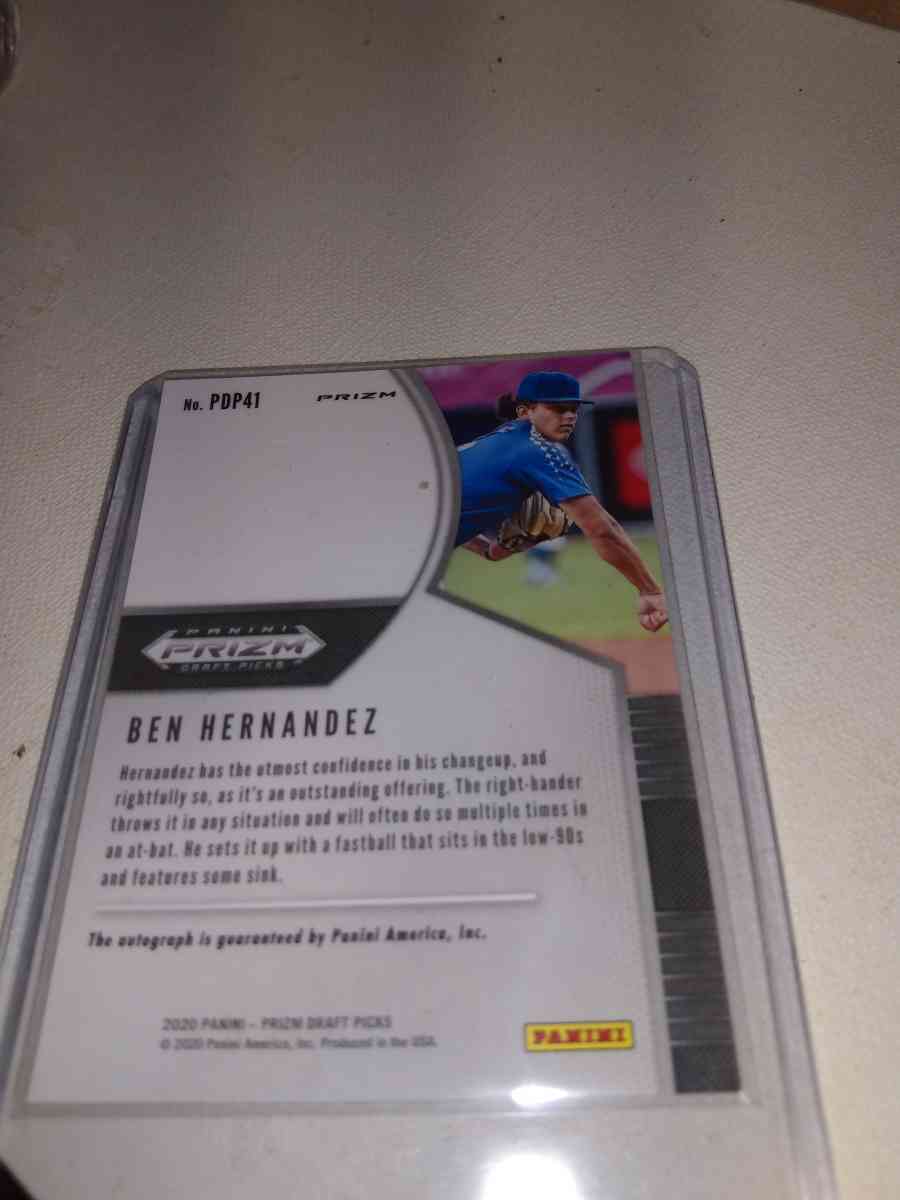 No. PDP41
PRIZM
PANINI
PRIZM
DRAFT PICKS
BEN HERNANDEZ
Hernandez has the utmost confidence in his changeup, and
rightfully so, as it's an outstanding offering. The right-hander
throws it in any situation and will often do so multiple times in
an at-bat. He sets it up with a fastball that sits in the low-90s
and features some sink.
The autograph is guaranteed by Panini America, Inc.
2020 PANINI – PRIZM DRAFT PICKS
© 2020 Panini America, Inc. Produced in the USA.
PANINI